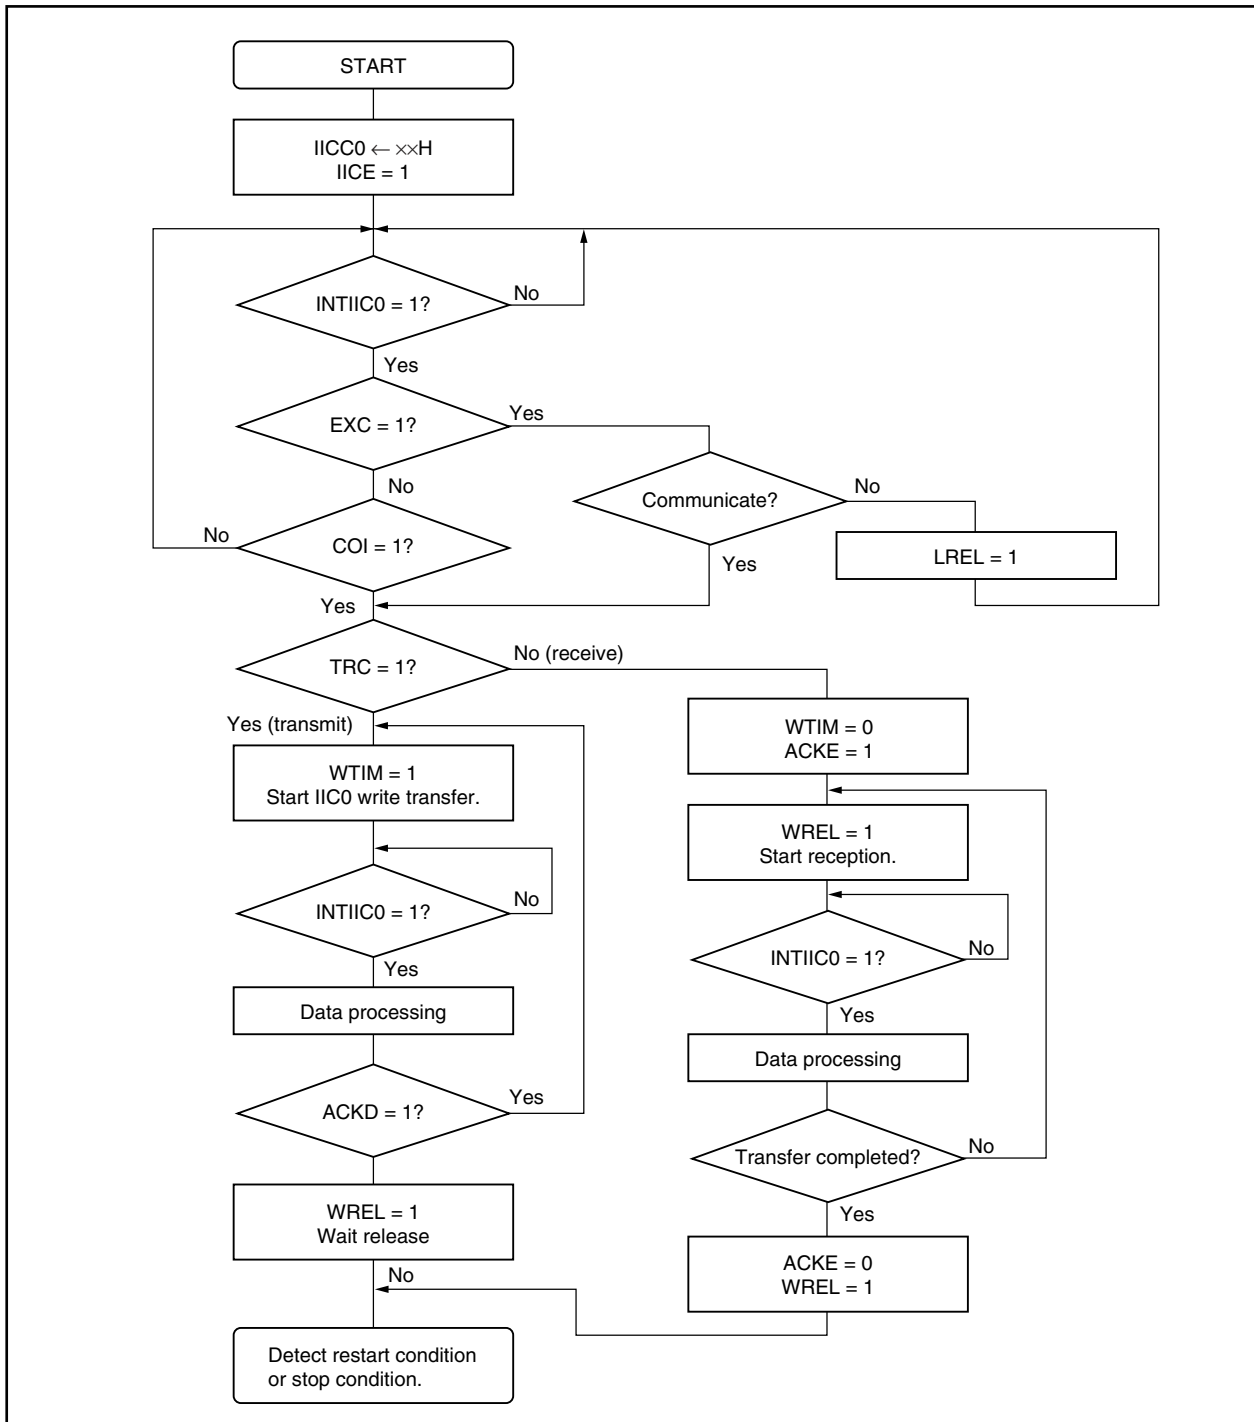 START
IICC0 ← ××H
IICE = 1
INTIIC0 = 1?
No
Yes
EXC = 1?
Yes
No
Communicate?
No
Yes
LREL = 1
COI = 1?
No
Yes
TRC = 1?
No (receive)
Yes (transmit)
WTIM = 1
Start IIC0 write transfer.
INTIIC0 = 1?
No
Yes
Data processing
ACKD = 1?
Yes
WREL = 1
Wait release
No
WTIM = 0
ACKE = 1
WREL = 1
Start reception.
INTIIC0 = 1?
No
Yes
Data processing
Transfer completed?
No
Yes
ACKE = 0
WREL = 1
Detect restart condition
or stop condition.